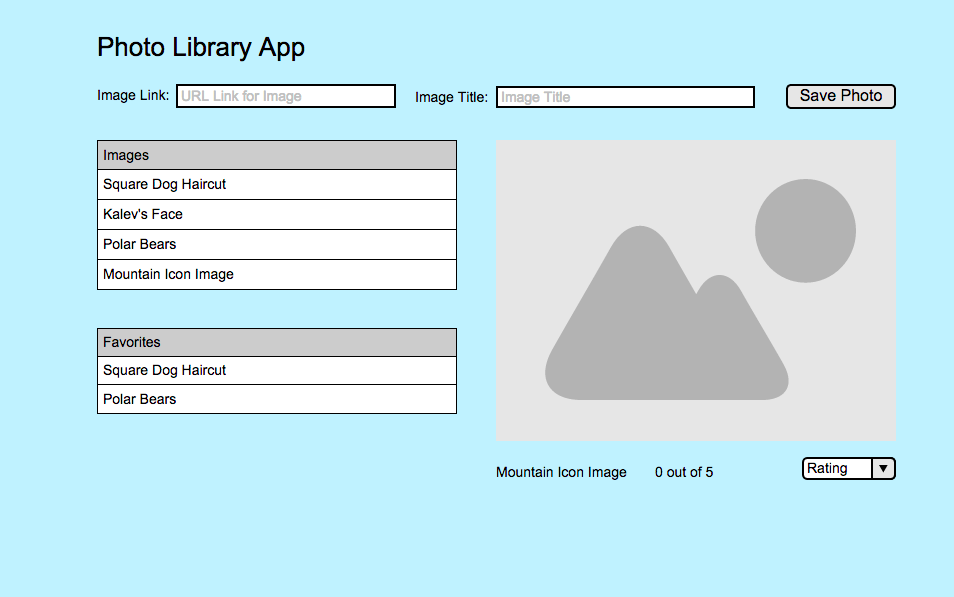 Photo Library App
Image Link: URL Link for Image Image Title: Image Title Save Photo
Images
Square Dog Haircut
Kalev's Face
Polar Bears
Mountain Icon Image
Favorites
Square Dog Haircut
Polar Bears
Mountain Icon Image 0 out of 5 Rating